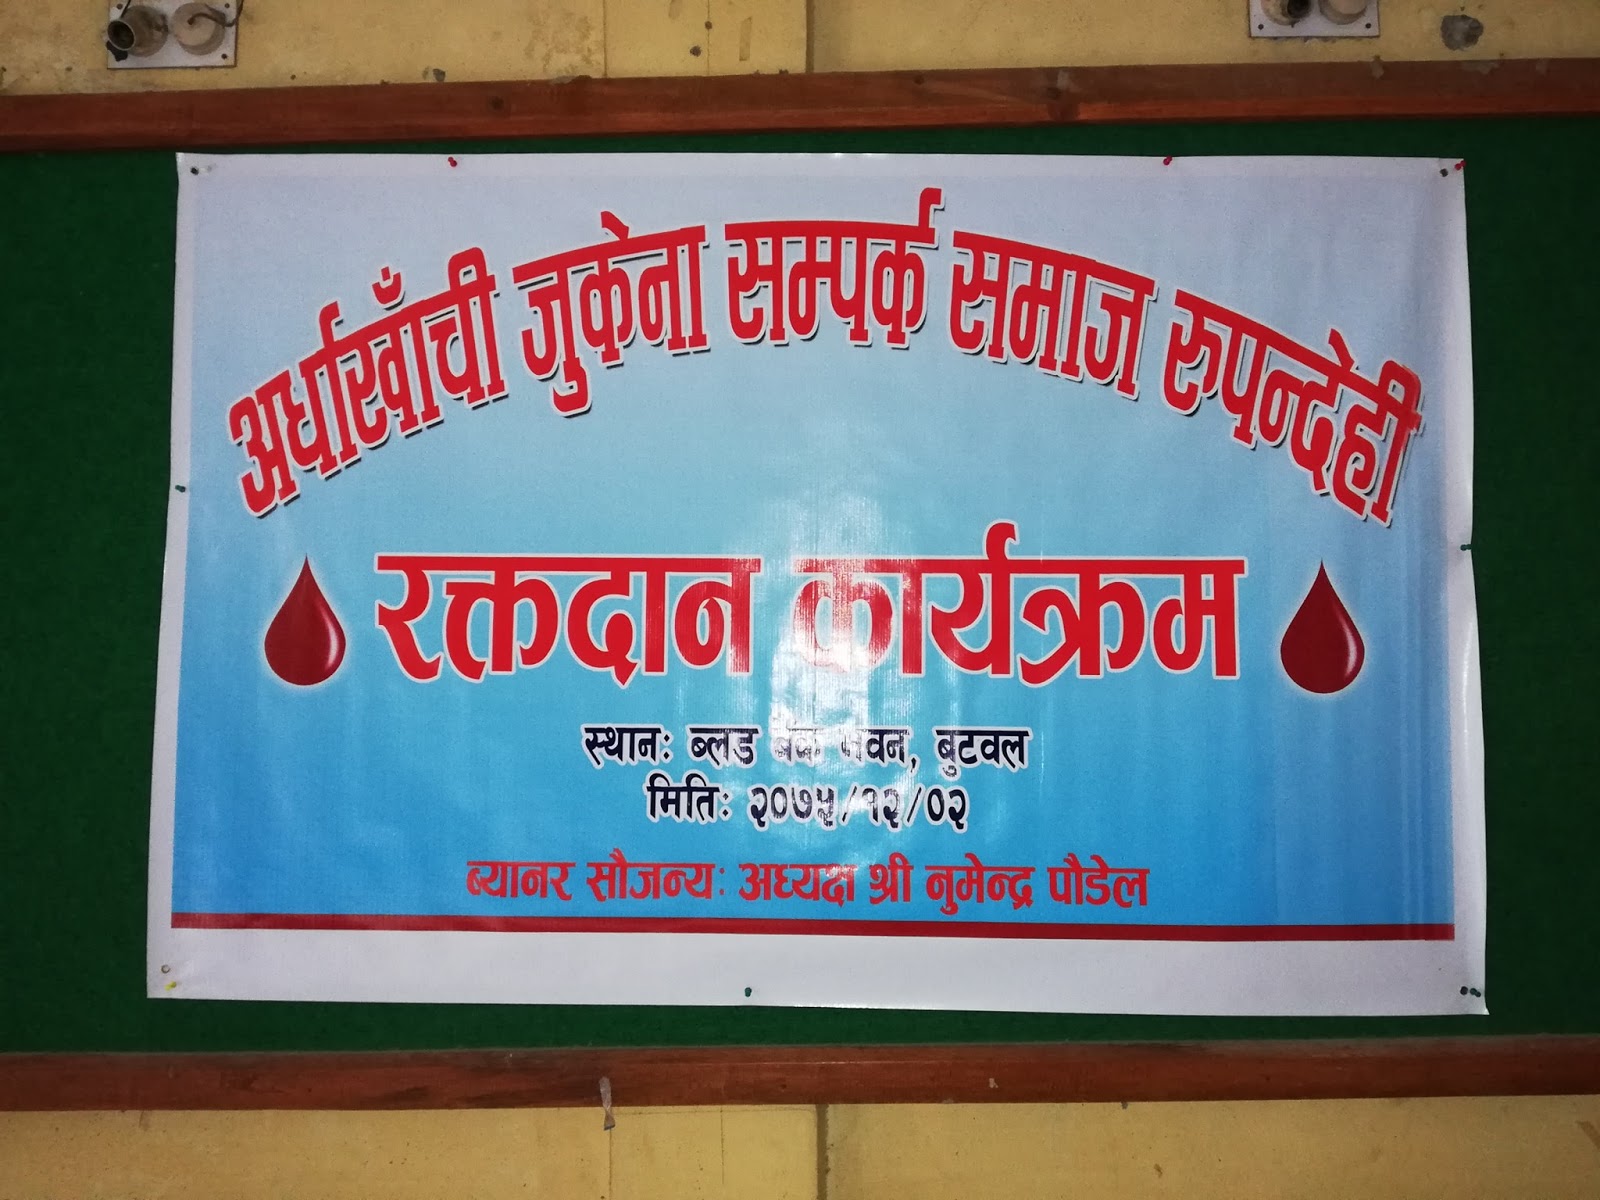 अर्घाखाँची जुकेना सम्पर्क समाज रुपन्देही
रक्तदान कार्यक्रम
स्थानः ब्लड बैंक भवन, बुटवल
मितिः २०७५/१२/०२
ब्यानर सौजन्यः अध्यक्ष श्री नुमेन्द्र पौडेल